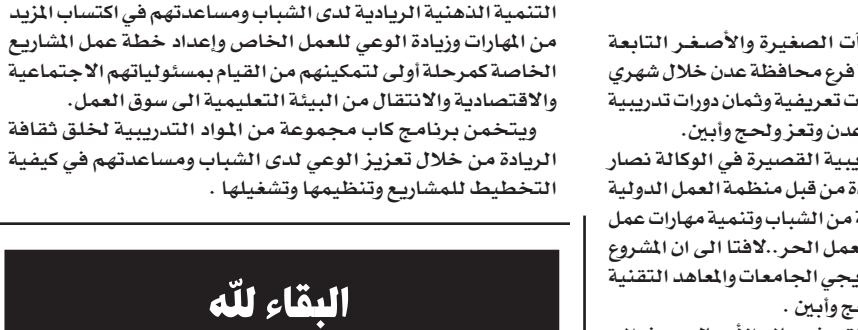 آت الصغيرة والأصغر التابعة
فرع محافظة عدن خلال شهري
ت تعريفية وثمان دورات تدريبية
عدن وتعز ولحج وأبين.
يبية القصيرة في الوكالة نصار
ة من قبل منظمة العمل الدولية
ة من الشباب وتنمية مهارات عمل
عمل الحر..لافتا الى ان المشروع
يجي الجامعات والمعاهد التقنية
ج وأبين .
التنمية الذهنية الريادية لدى الشباب ومساعدتهم في اكتساب المزيد
من المهارات وزيادة الوعي للعمل الخاص وإعداد خطة عمل المشاريع
الخاصة كمرحلة أولى لتمكينهم من القيام بمسئولياتهم الاجتماعية
والاقتصادية والانتقال من البيئة التعليمية الى سوق العمل.
ويتخمن برنامج كاب مجموعة من المواد التدريبية لخلق ثقافة
الريادة من خلال تعزيز الوعي لدى الشباب ومساعدتهم في كيفية
التخطيط للمشاريع وتنظيمها وتشغيلها .
البقاء لله